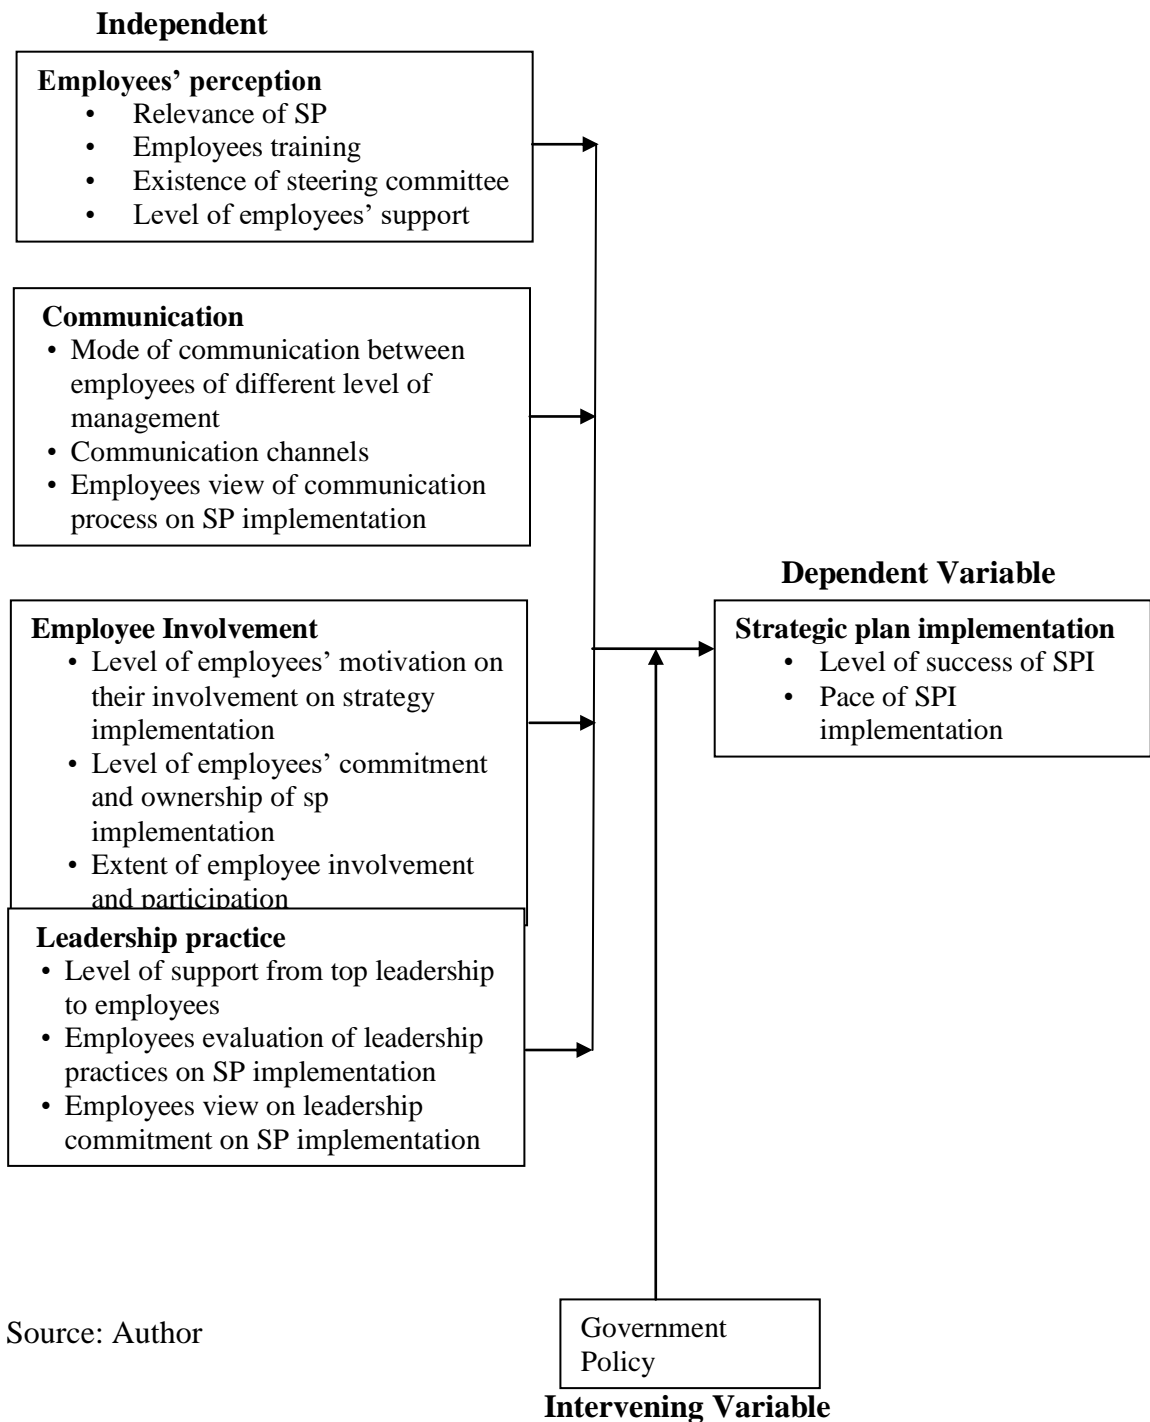 Independent
Employees’ perception
• Relevance of SP
• Employees training
• Existence of steering committee
• Level of employees’ support
Communication
• Mode of communication between
employees of different level of
management
• Communication channels
• Employees view of communication
process on SP implementation
Employee Involvement
• Level of employees’ motivation on
their involvement on strategy
implementation
• Level of employees’ commitment
and ownership of sp
implementation
• Extent of employee involvement
and participation
Leadership practice
• Level of support from top leadership
to employees
• Employees evaluation of leadership
practices on SP implementation
• Employees view on leadership
commitment on SP implementation
Dependent Variable
Strategic plan implementation
• Level of success of SPI
• Pace of SPI
implementation
Government
Policy
Intervening Variable
Source: Author